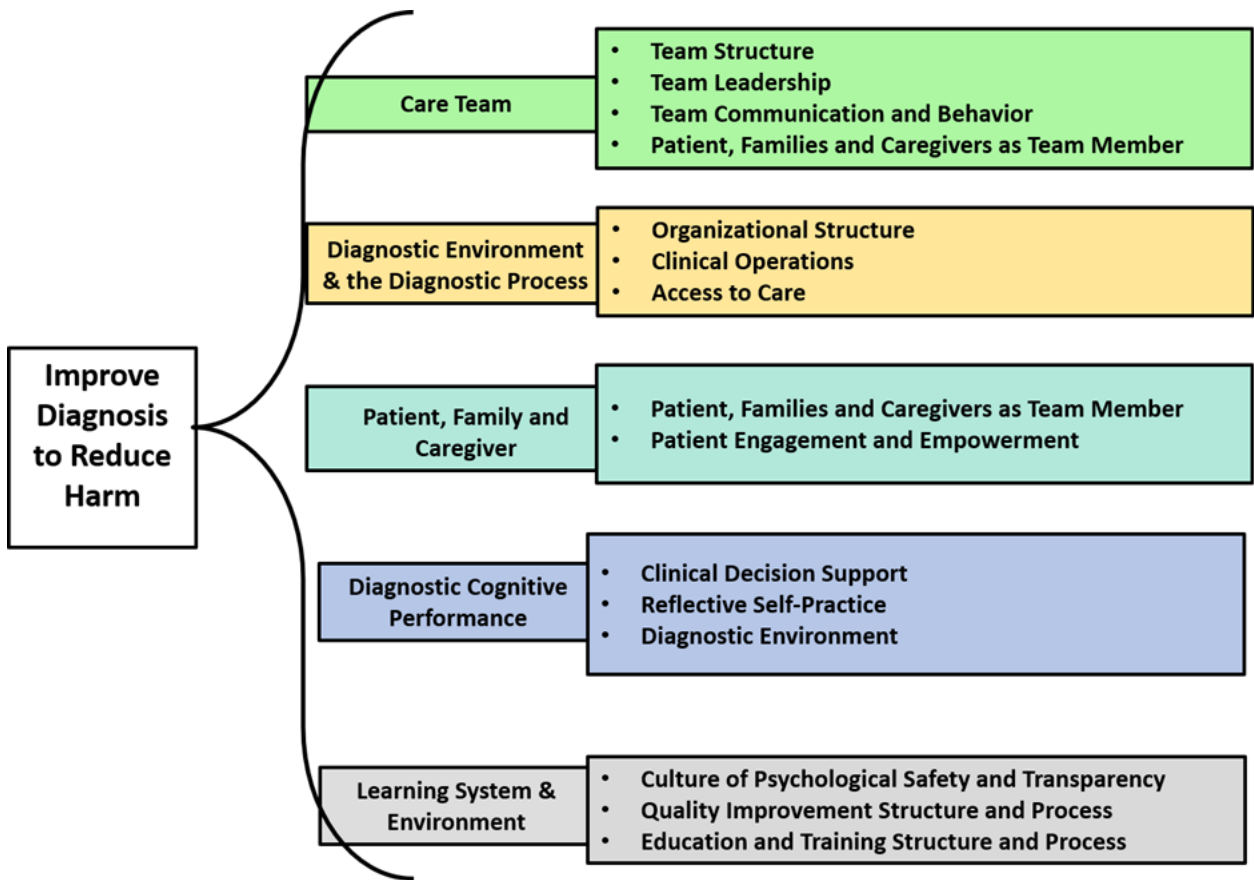 Improve
Diagnosis
to Reduce
Harm
Care Team
• Team Structure
• Team Leadership
• Team Communication and Behavior
• Patient, Families and Caregivers as Team Member
Diagnostic Environment
& the Diagnostic Process
• Organizational Structure
• Clinical Operations
• Access to Care
Patient, Family and
Caregiver
• Patient, Families and Caregivers as Team Member
• Patient Engagement and Empowerment
Diagnostic Cognitive
Performance
• Clinical Decision Support
• Reflective Self-Practice
• Diagnostic Environment
Learning System &
Environment
• Culture of Psychological Safety and Transparency
• Quality Improvement Structure and Process
• Education and Training Structure and Process